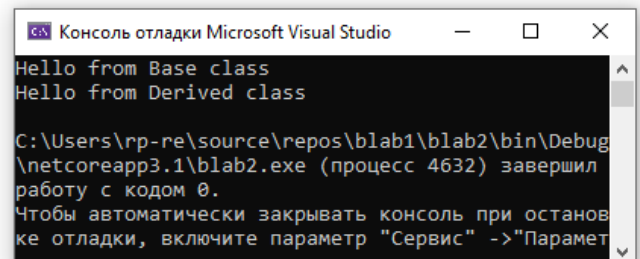 Консоль отладки Microsoft Visual Studio
Hello from Base class
Hello from Derived class
C:\Users\rp-re\source\repos\blab1\blab2\bin\Debug
\netcoreapp3.1\blab2.exe (процесс 4632) завершил
работу с кодом 0.
Чтобы автоматически закрывать консоль при останов
ке отладки, включите параметр "Сервис" ->"Парамет